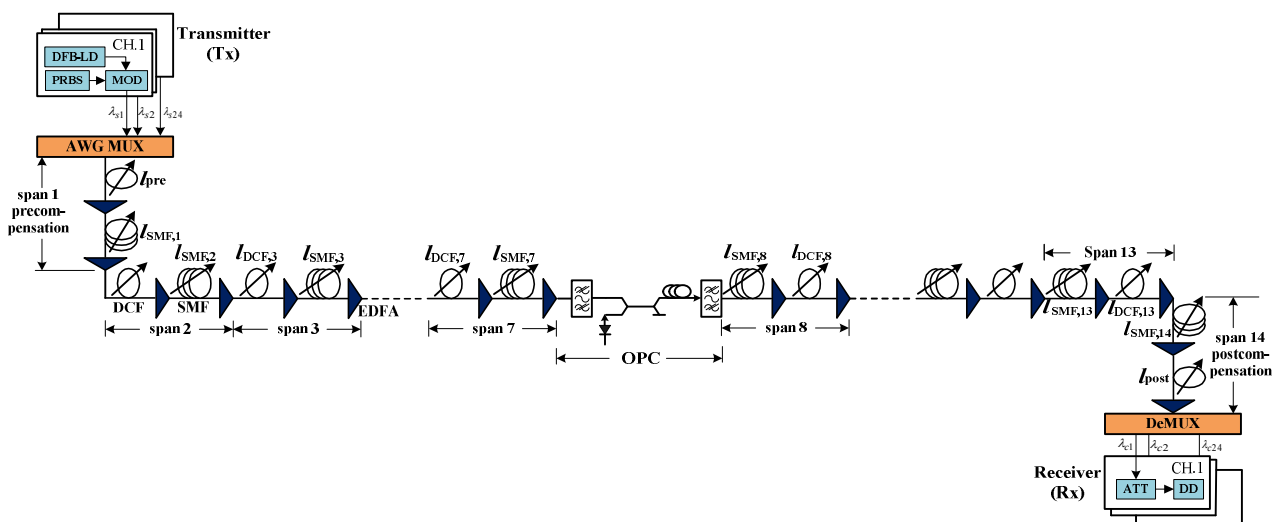 Transmitter
(Tx)
CH.1
DFB-LD
PRBS
MOD
λs1
λs2
λs24
AWG MUX
span 1
precom-
pensation
lpre
lSMF,1
DCF
lSMF,2
SMF
lDCF,3
lSMF,3
EDFA
span 2
span 3
lDCF,7
lSMF,7
span 7
OPC
lSMF,8
lDCF,8
span 8
Span 13
lSMF,13
lDCF,13
lSMF,14
span 14
postcom-
pensation
lpost
DeMUX
λc1
λc2
λc24
Receiver
(Rx)
CH.1
ATT
DD